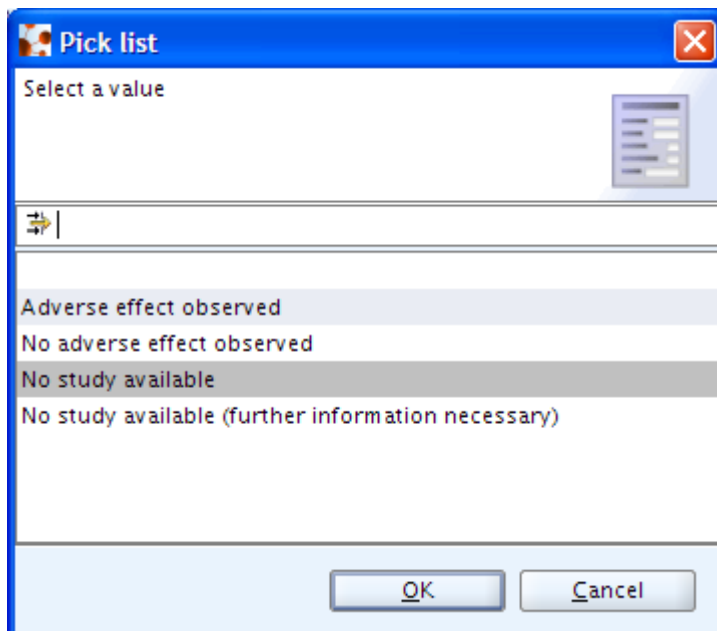 Pick list
Select a value
Adverse effect observed
No adverse effect observed
No study available
No study available (further information necessary)
OK
Cancel